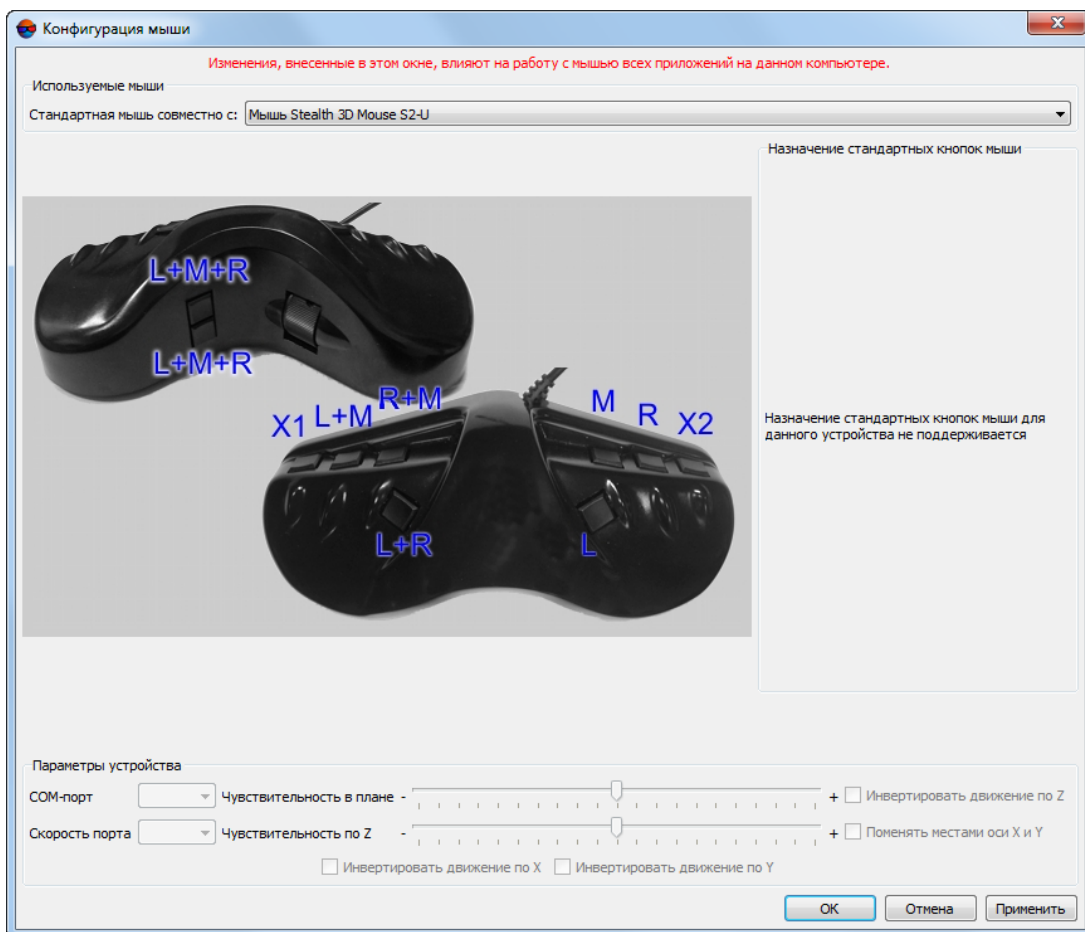 Конфигурация мыши
Изменения, внесенные в этом окне, влияют на работу с мышью всех приложений на данном компьютере.
Используемые мыши
Стандартная мышь совместно с: Мышь Stealth 3D Mouse S2-U
Назначение стандартных кнопок мыши
L+M+R
L+M+R
X1 L+M R+M M R X2
L+R L
Назначение стандартных кнопок мыши для
данного устройства не поддерживается
Параметры устройства
COM-порт Чувствительность в плане - + Инвертировать движение по Z
Скорость порта Чувствительность по Z - + Поменять местами оси X и Y
Инвертировать движение по X Инвертировать движение по Y
OK Отмена Применить